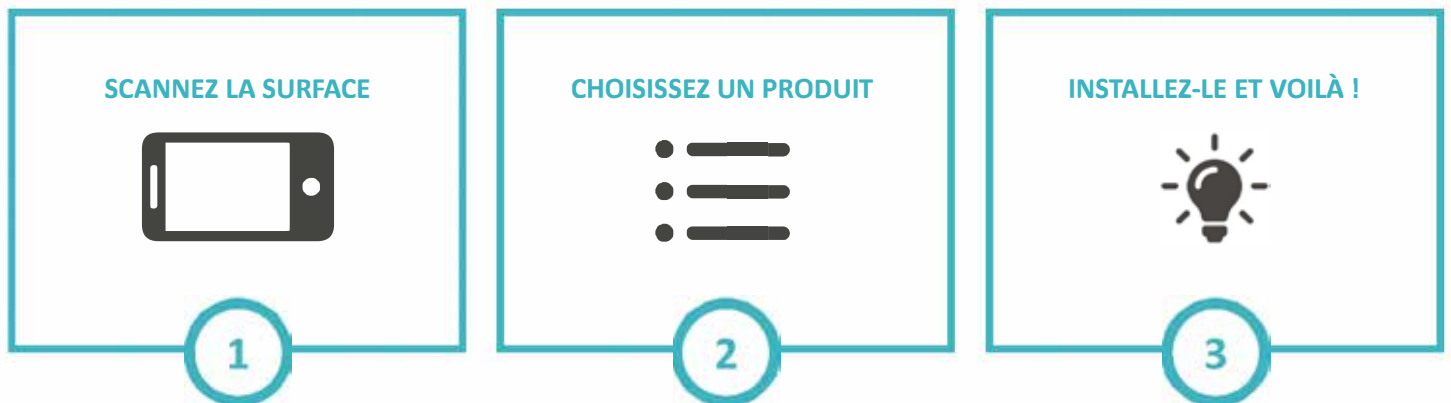 SCANNEZ LA SURFACE
1
CHOISISSEZ UN PRODUIT
2
INSTALLEZ-LE ET VOILÀ !
3